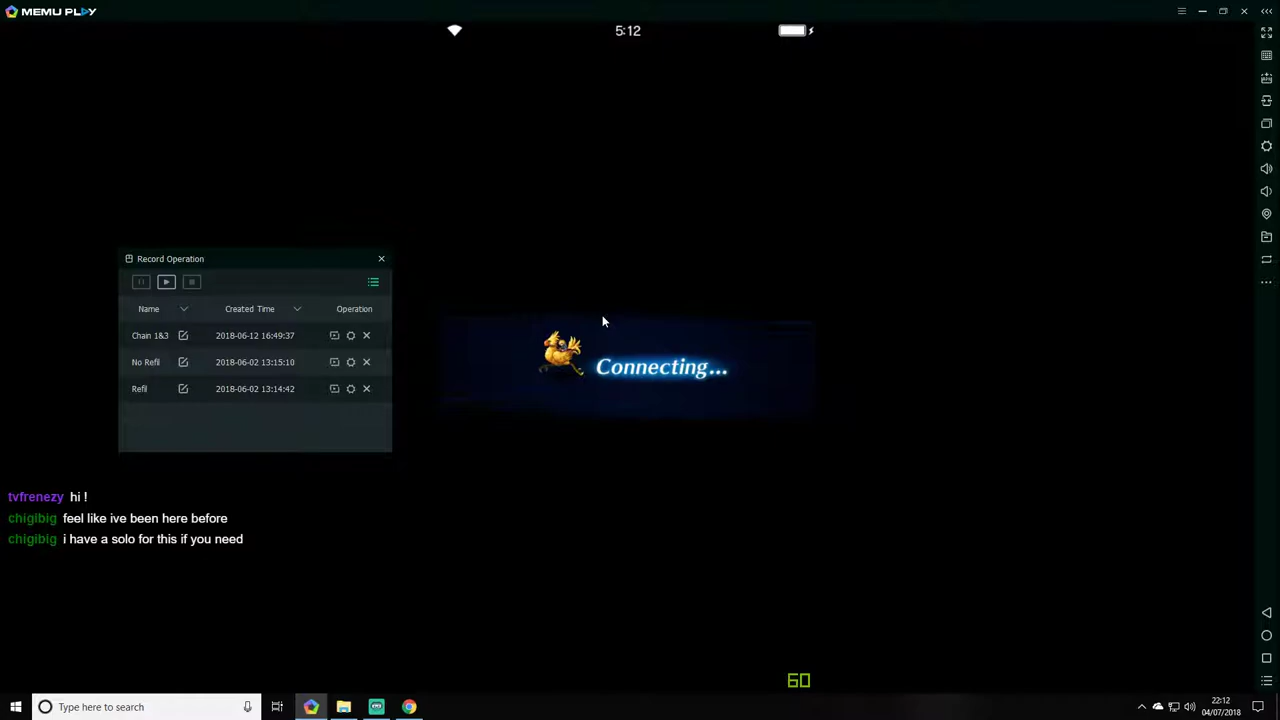 MEMU PLAY
5:12
Record Operation
Name Created Time Operation
Chain 1&3 2018-06-12 16:49:37
No Refil 2018-06-02 13:15:10
Refil 2018-06-02 13:14:42
Connecting...
tvfrenezy hi !
chigibig feel like ive been here before
chigibig i have a solo for this if you need
60
Type here to search
22:12
04/07/2018